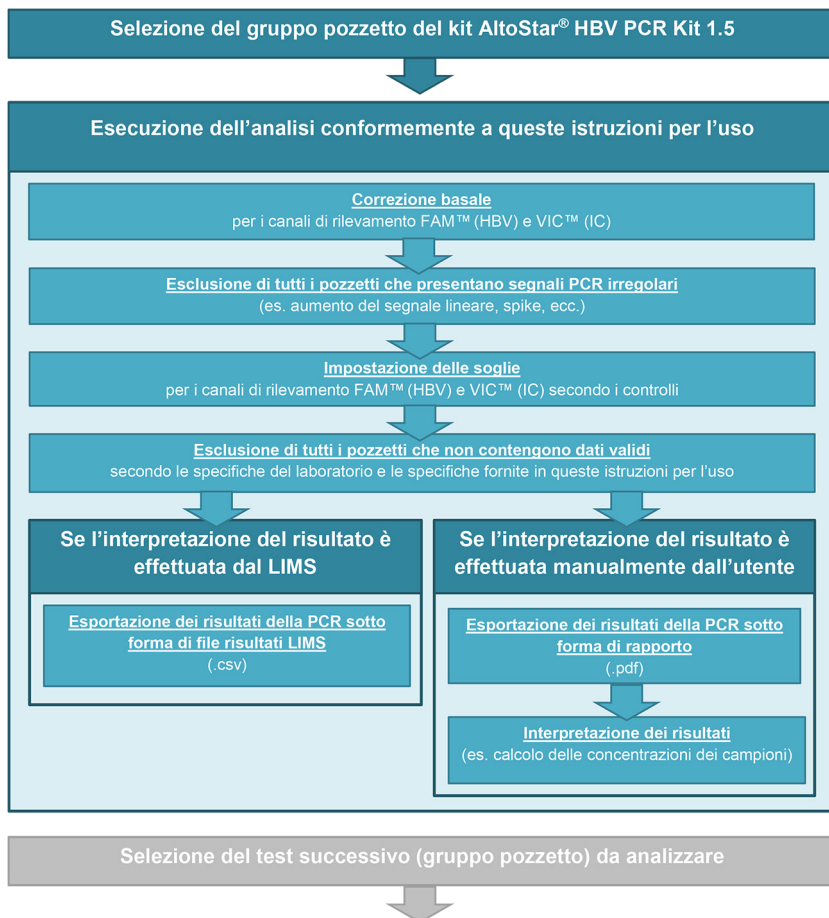 Selezione del gruppo pozzetto del kit AltoStar® HBV PCR Kit 1.5
Esecuzione dell'analisi conformemente a queste istruzioni per l'uso
Correzione basale
per i canali di rilevamento FAM™ (HBV) e VIC™ (IC)
Esclusione di tutti i pozzetti che presentano segnali PCR irregolari
(es. aumento del segnale lineare, spike, ecc.)
Impostazione delle soglie
per i canali di rilevamento FAM™ (HBV) e VIC™ (IC) secondo i controlli
Esclusione di tutti i pozzetti che non contengono dati validi
secondo le specifiche del laboratorio e le specifiche fornite in queste istruzioni per l'uso
Se l'interpretazione del risultato è
effettuata dal LIMS
Esportazione dei risultati della PCR sotto
forma di file risultati LIMS
(.csv)
Se l'interpretazione del risultato è
effettuata manualmente dall'utente
Esportazione dei risultati della PCR sotto
forma di rapporto
(.pdf)
Interpretazione dei risultati
(es. calcolo delle concentrazioni dei campioni)
Selezione del test successivo (gruppo pozzetto) da analizzare